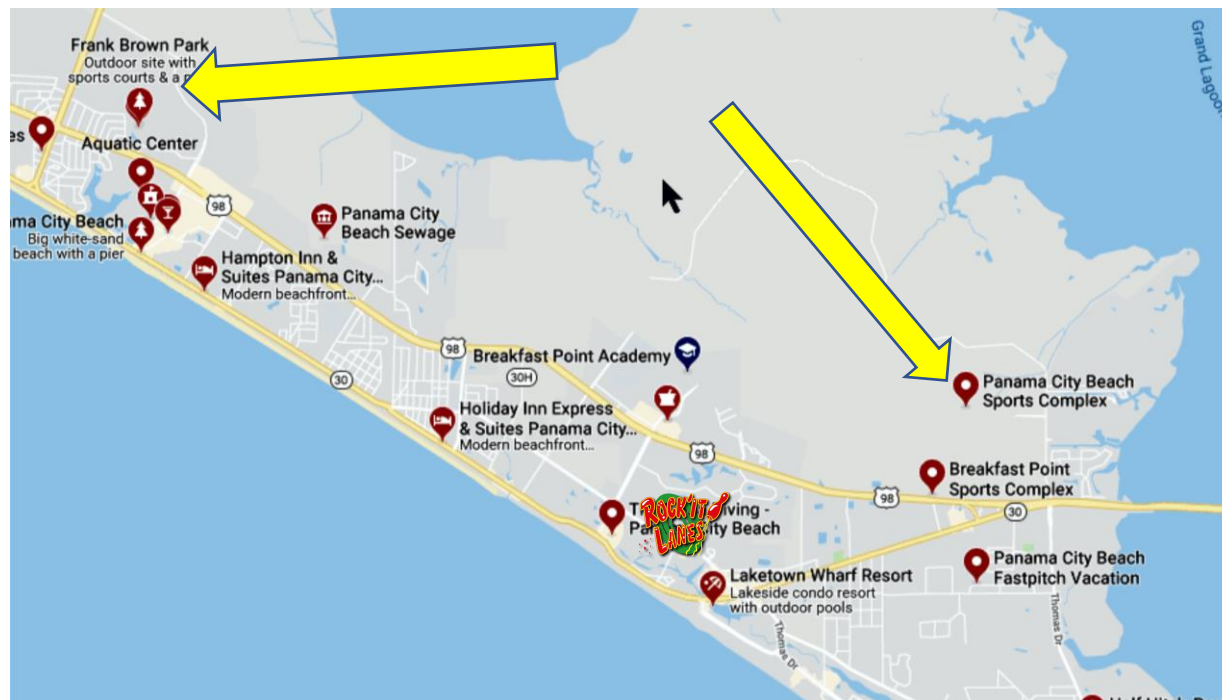 Frank Brown Park
Outdoor site with
sports courts & a
Grand Lagoon
es
Aquatic Center
98
ma City Beach
Big white-sand
beach with a pier
Panama City
Beach Sewage
Hampton Inn &
Suites Panama City...
Modern beachfront...
98
Breakfast Point Academy
30H
30
Panama City Beach
Sports Complex
Holiday Inn Express
& Suites Panama City...
Modern beachfront...
98
Breakfast Point
Sports Complex
98
30
ROCK'IT
LANES
iving -
ity Beach
Panama City Beach
Fastpitch Vacation
Laketown Wharf Resort
Lakeside condo resort
with outdoor pools
Thomas Dr
Thomas Dr